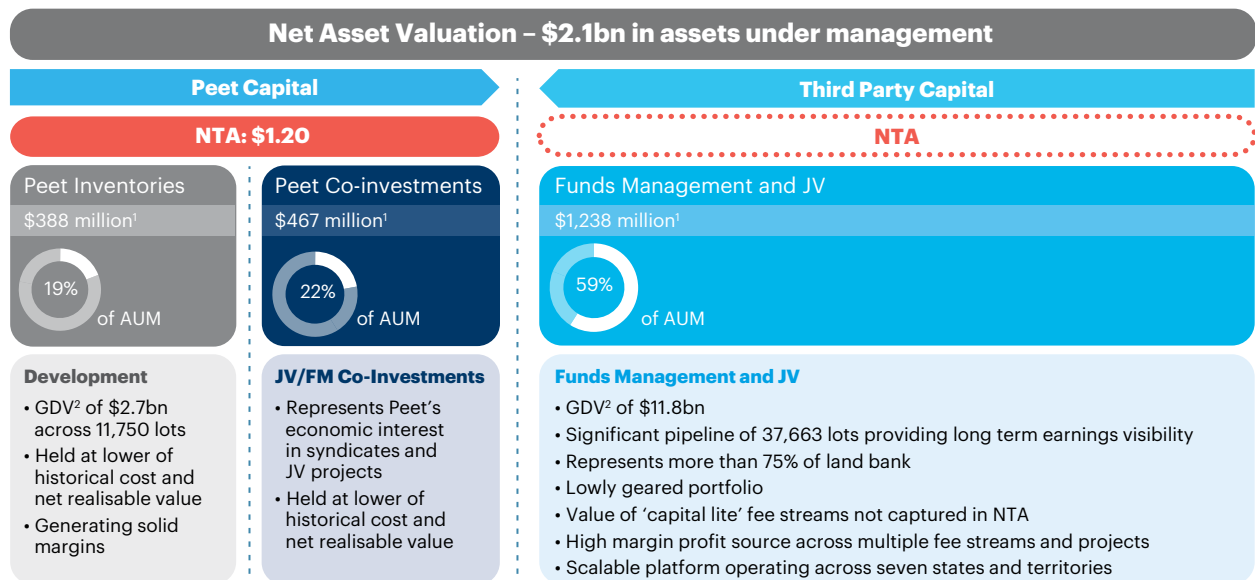 Net Asset Valuation – $2.1bn in assets under management
Peet Capital
Third Party Capital
NTA: $1.20
NTA
Peet Inventories
$388 million¹
19%
of AUM
Peet Co-investments
$467 million¹
22%
of AUM
Funds Management and JV
$1,238 million¹
59%
of AUM
Development
• GDV² of $2.7bn
across 11,750 lots
• Held at lower of
historical cost and
net realisable value
• Generating solid
margins
JV/FM Co-Investments
• Represents Peet’s
economic interest
in syndicates and
JV projects
• Held at lower of
historical cost and
net realisable value
Funds Management and JV
• GDV² of $11.8bn
• Significant pipeline of 37,663 lots providing long term earnings visibility
• Represents more than 75% of land bank
• Lowly geared portfolio
• Value of ‘capital lite’ fee streams not captured in NTA
• High margin profit source across multiple fee streams and projects
• Scalable platform operating across seven states and territories